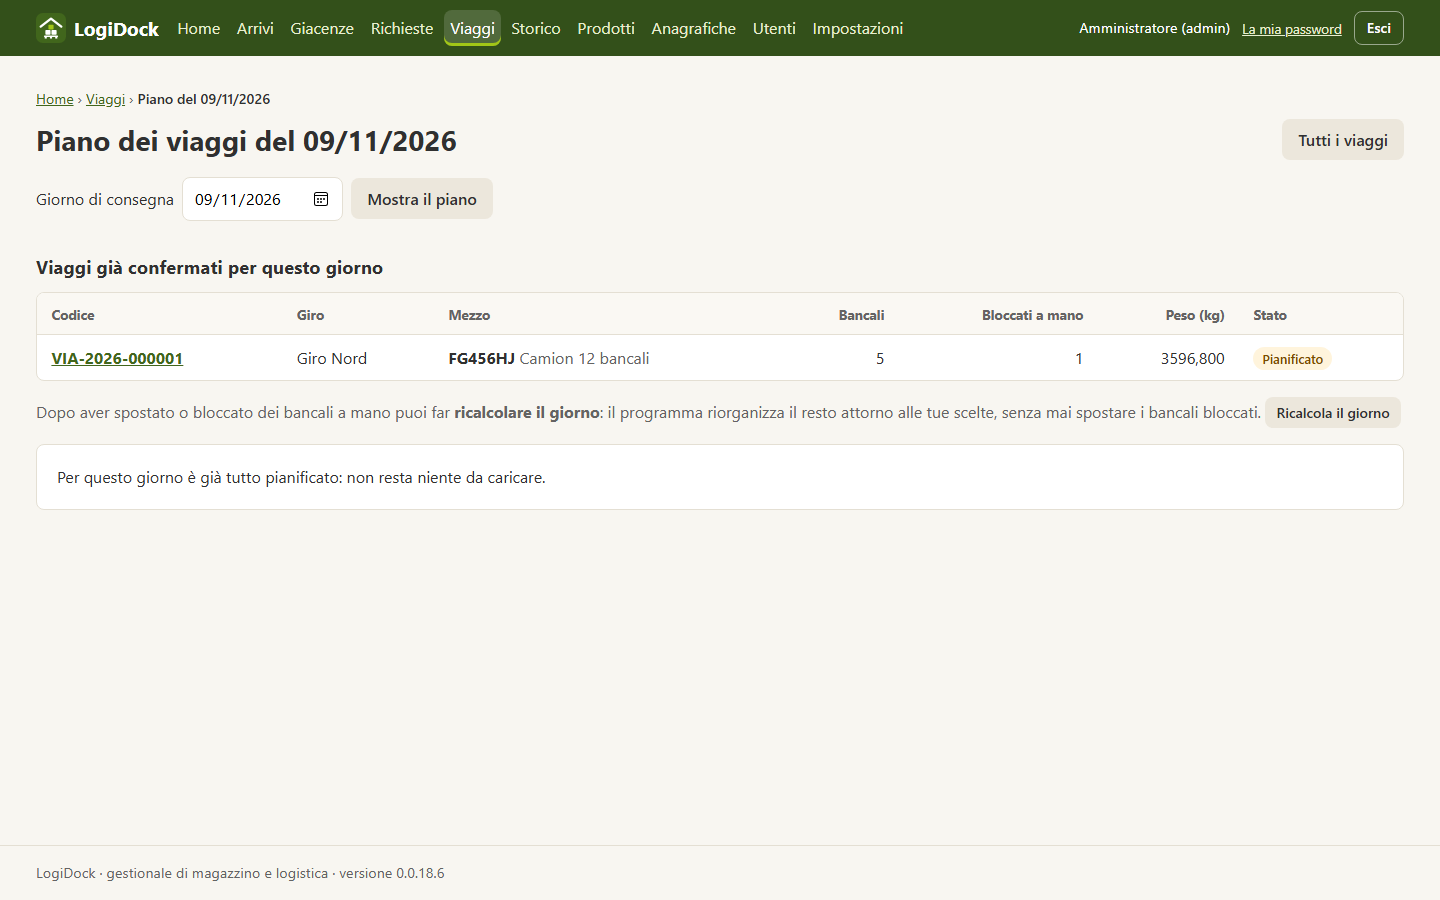 LogiDock Home Arrivi Giacenze Richieste Viaggi Storico Prodotti Anagrafiche Utenti Impostazioni Amministratore (admin) La mia password Esci
Home › Viaggi › Piano del 09/11/2026
Piano dei viaggi del 09/11/2026 Tutti i viaggi
Giorno di consegna 09/11/2026 Mostra il piano
Viaggi già confermati per questo giorno
Codice Giro Mezzo Bancali Bloccati a mano Peso (kg) Stato
VIA-2026-000001 Giro Nord FG456HJ Camion 12 bancali 5 1 3596,800 Pianificato
Dopo aver spostato o bloccato dei bancali a mano puoi far ricalcolare il giorno: il programma riorganizza il resto attorno alle tue scelte, senza mai spostare i bancali bloccati. Ricalcola il giorno
Per questo giorno è già tutto pianificato: non resta niente da caricare.
LogiDock · gestionale di magazzino e logistica · versione 0.0.18.6